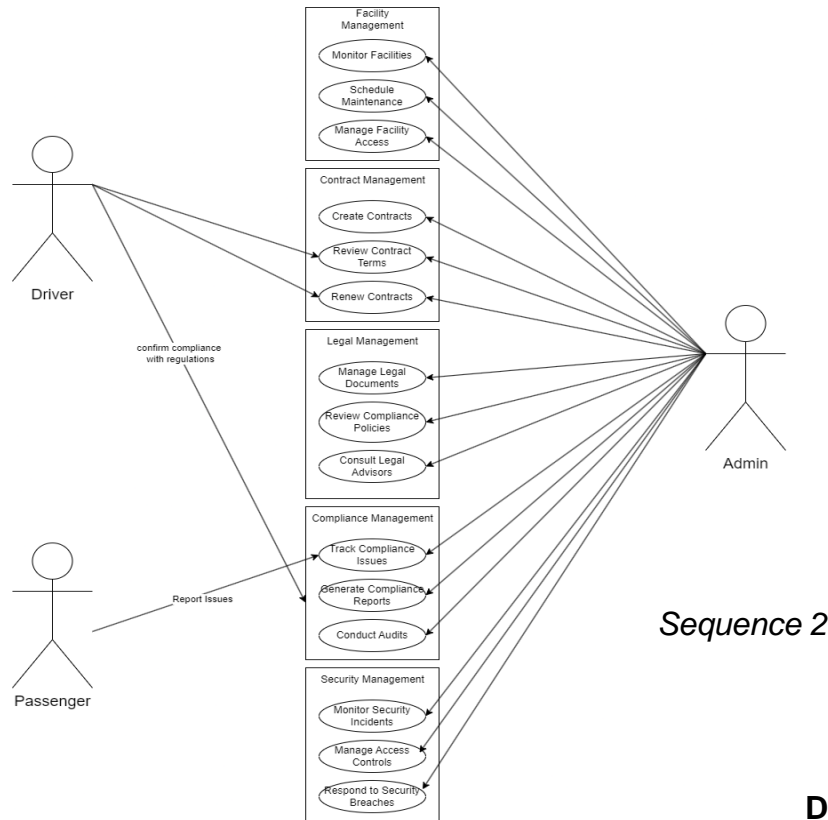 Facility
Management
Monitor Facilities
Schedule
Maintenance
Manage Facility
Access
Contract Management
Create Contracts
Review Contract
Terms
Renew Contracts
Driver
confirm compliance
with regulations
Legal Management
Manage Legal
Documents
Review Compliance
Policies
Consult Legal
Advisors
Admin
Compliance Management
Track Compliance
Issues
Generate Compliance
Reports
Report Issues
Conduct Audits
Sequence 2
Passenger
Security Management
Monitor Security
Incidents
Manage Access
Controls
Respond to Security
Breaches
D